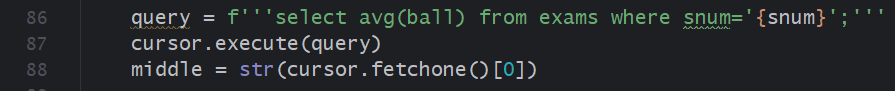 86 query = f'''select avg(ball) from exams where snum='{snum}';'''
87 cursor.execute(query)
88 middle = str(cursor.fetchone()[0])